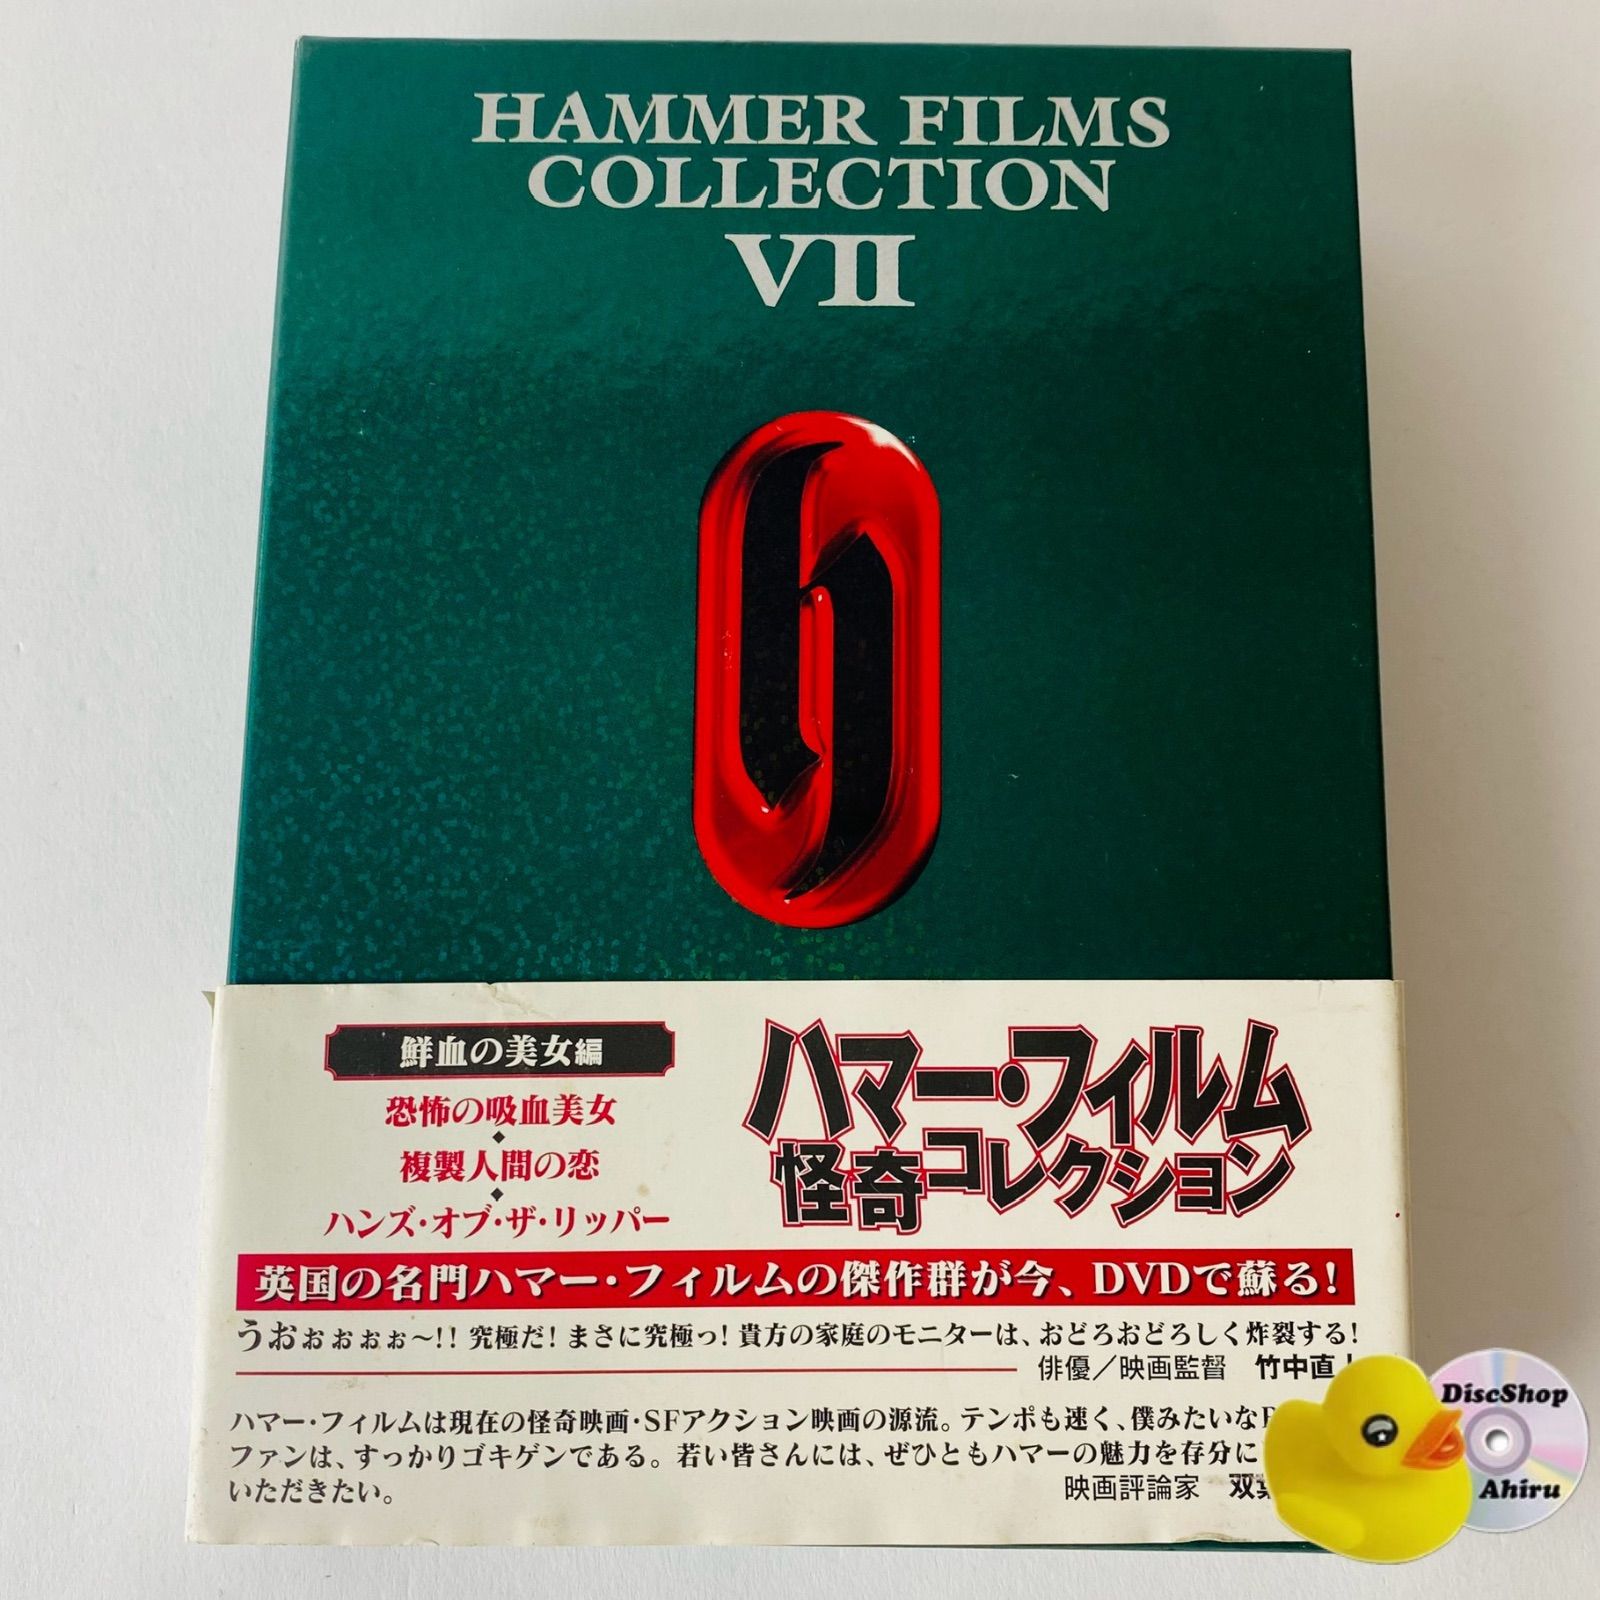 HAMMER FILMS
COLLECTION
VII
鮮血の美女編
恐怖の吸血美女
複製人間の恋
ハンズ・オブ・ザ・リッパー
ハマー・フィルム
怪奇コレクション
英国の名門ハマー・フィルムの傑作群が今、DVDで蘇る!
うおぉぉぉぉ〜!! 究極だ! まさに究極っ! 貴方の家庭のモニターは、おどろおどろしく炸裂する!
俳優／映画監督 竹中直
ハマー・フィルムは現在の怪奇映画・SFアクション映画の源流。テンポも速く、僕みたいな
ファンは、すっかりゴキゲンである。若い皆さんには、ぜひともハマーの魅力を存分に
いただきたい。
映画評論家
DiscShop
Ahiru